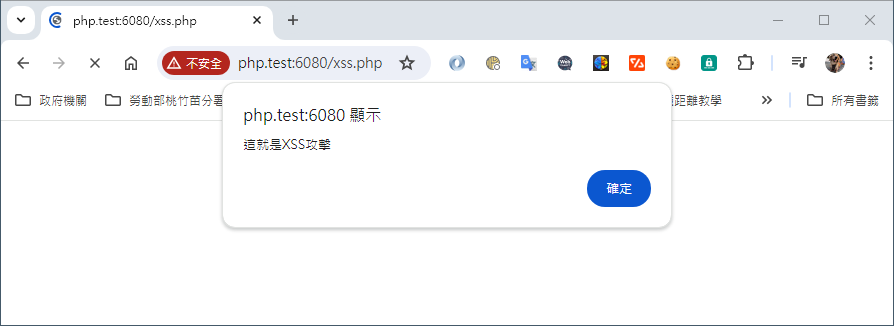 php.test:6080/xss.php
不安全
php.test:6080/xss.php
政府機關
勞動部桃竹苗分署
距離教學
所有書籤
php.test:6080 顯示
這就是XSS攻擊
確定